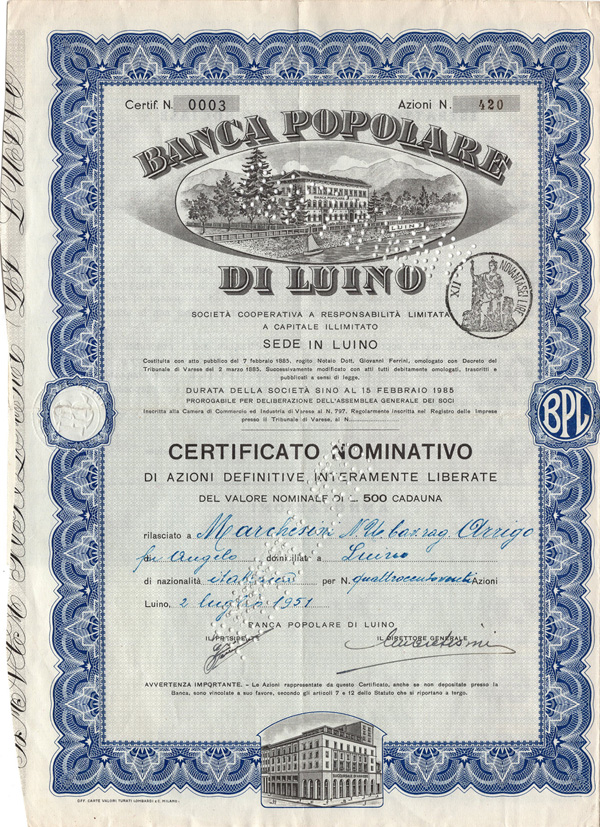 Certif. N. 0003 Azioni N. 420
BANCA POPOLARE
LUINO
DI LUINO
NOVANTASEI LIRE
SOCIETÀ COOPERATIVA A RESPONSABILITÀ LIMITATA
A CAPITALE ILLIMITATO
SEDE IN LUINO
Costituita con atto pubblico del 7 febbraio 1885, rogito Notaio Dott. Giovanni Ferrini, omologato con Decreto del
Tribunale di Varese del 2 marzo 1885. Successivamente modificato con atti tutti debitamente omologati, trascritti e
pubblicati a sensi di legge.
DURATA DELLA SOCIETÀ SINO AL 15 FEBBRAIO 1985
PROROGABILE PER DELIBERAZIONE DELL'ASSEMBLEA GENERALE DEI SOCI
Inscritta alla Camera di Commercio ed Industria di Varese al N. 797. Regolarmente inscritta nel Registro delle Imprese
presso il Tribunale di Varese, al N.
BPL
CERTIFICATO NOMINATIVO
DI AZIONI DEFINITIVE, INTERAMENTE LIBERATE
DEL VALORE NOMINALE DI L. 500 CADAUNA
rilasciato a Marchesini Arrigo
fu Angelo domiciliato a Luino
di nazionalità italiana per N. quattrocentoventi Azioni
Luino, 2 luglio 1951
BANCA POPOLARE DI LUINO
IL PRESIDENTE IL DIRETTORE GENERALE
AVVERTENZA IMPORTANTE. - Le Azioni rappresentate da questo Certificato, anche se non depositate presso la
Banca, sono vincolate a suo favore, secondo gli articoli 7 e 12 dello Statuto che si riportano a tergo.
OFF. CARTE VALORI TURATI LOMBARDI & C. MILANO